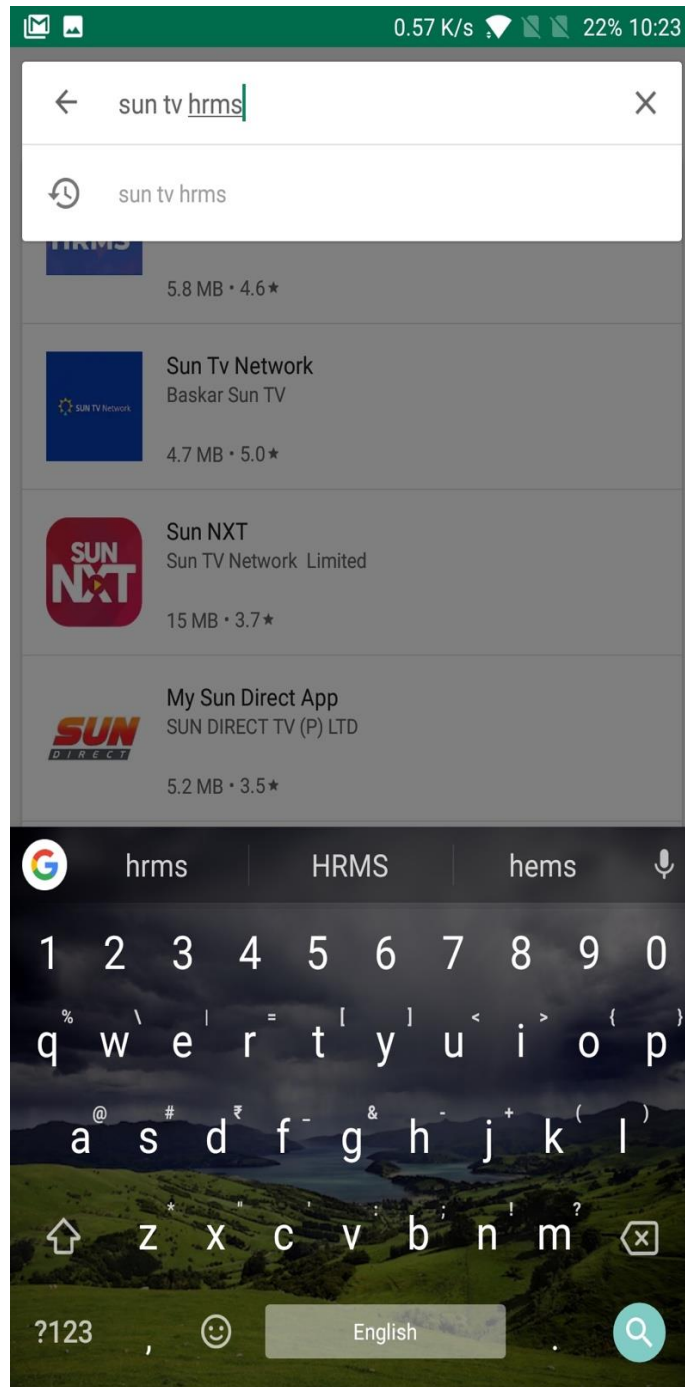 0.57 K/s 22% 10:23
sun tv hrms
sun tv hrms
HRMS
5.8 MB • 4.6★
SUN TV Network
Sun Tv Network
Baskar Sun TV
4.7 MB • 5.0★
SUN
NXT
Sun NXT
Sun TV Network Limited
15 MB • 3.7★
SUN
DIRECT
My Sun Direct App
SUN DIRECT TV (P) LTD
5.2 MB • 3.5★
G hrms HRMS hems
1 2 3 4 5 6 7 8 9 0
% \ | = [ ] < > { }
q w e r t y u i o p
@ # ₹ _ & - + ( )
a s d f g h j k l
* " ' : ; ! ?
z x c v b n m
?123 , English .